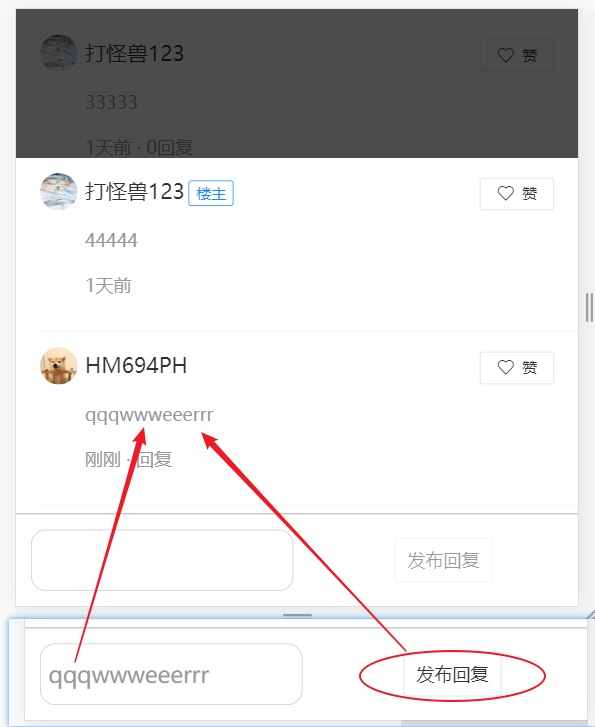 打怪兽123 赞
33333
1天前 · 0回复
打怪兽123 楼主 赞
44444
1天前
HM694PH 赞
qqqwwweeerrr
刚刚 · 回复
发布回复
qqqwwweeerrr 发布回复